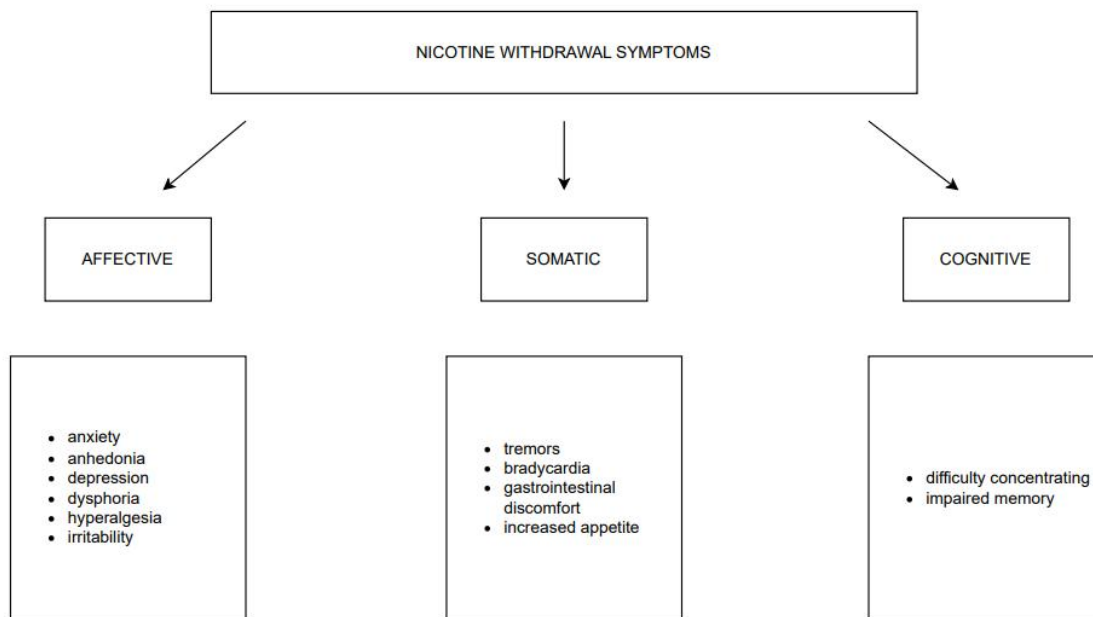 NICOTINE WITHDRAWAL SYMPTOMS
AFFECTIVE
SOMATIC
COGNITIVE
• anxiety
• anhedonia
• depression
• dysphoria
• hyperalgesia
• irritability
• tremors
• bradycardia
• gastrointestinal
discomfort
• increased appetite
• difficulty concentrating
• impaired memory